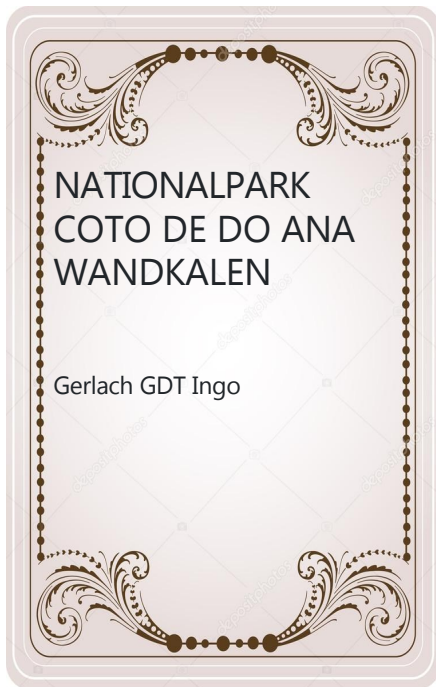 NATIONALPARK
COTO DE DO ANA
WANDKALEN
Gerlach GDT Ingo